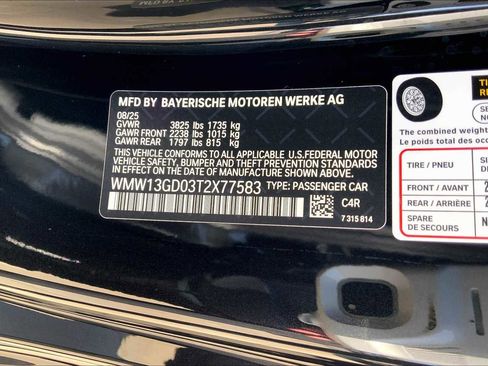 MFD BY BAYERISCHE MOTOREN WERKE AG
08/25
GVWR 3825 lbs 1735 kg
GAWR FRONT 2238 lbs 1015 kg
GAWR REAR 1797 lbs 815 kg
THIS VEHICLE CONFORMS TO ALL APPLICABLE U.S. FEDERAL MOTOR
VEHICLE SAFETY, BUMPER AND THEFT PREVENTION STANDARDS
IN EFFECT ON THE DATE OF MANUFACTURE SHOWN ABOVE.
WMW13GD03T2X77583 TYPE: PASSENGER CAR
C4R
7 315 814
The combined weight
Le poids total des
TIRE / PNEU
FRONT / AVANT
REAR / ARRIÈRE
SPARE
DE SECOURS